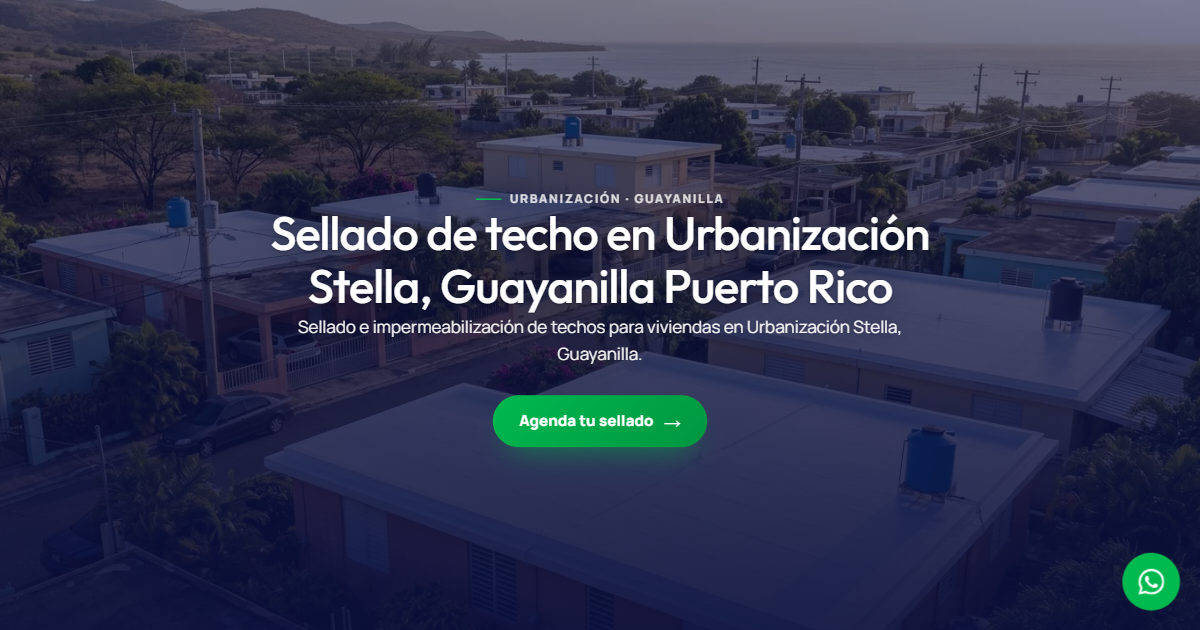 URBANIZACIÓN · GUAYANILLA
Sellado de techo en Urbanización
Stella, Guayanilla Puerto Rico
Sellado e impermeabilización de techos para viviendas en Urbanización Stella,
Guayanilla.
Agenda tu sellado →